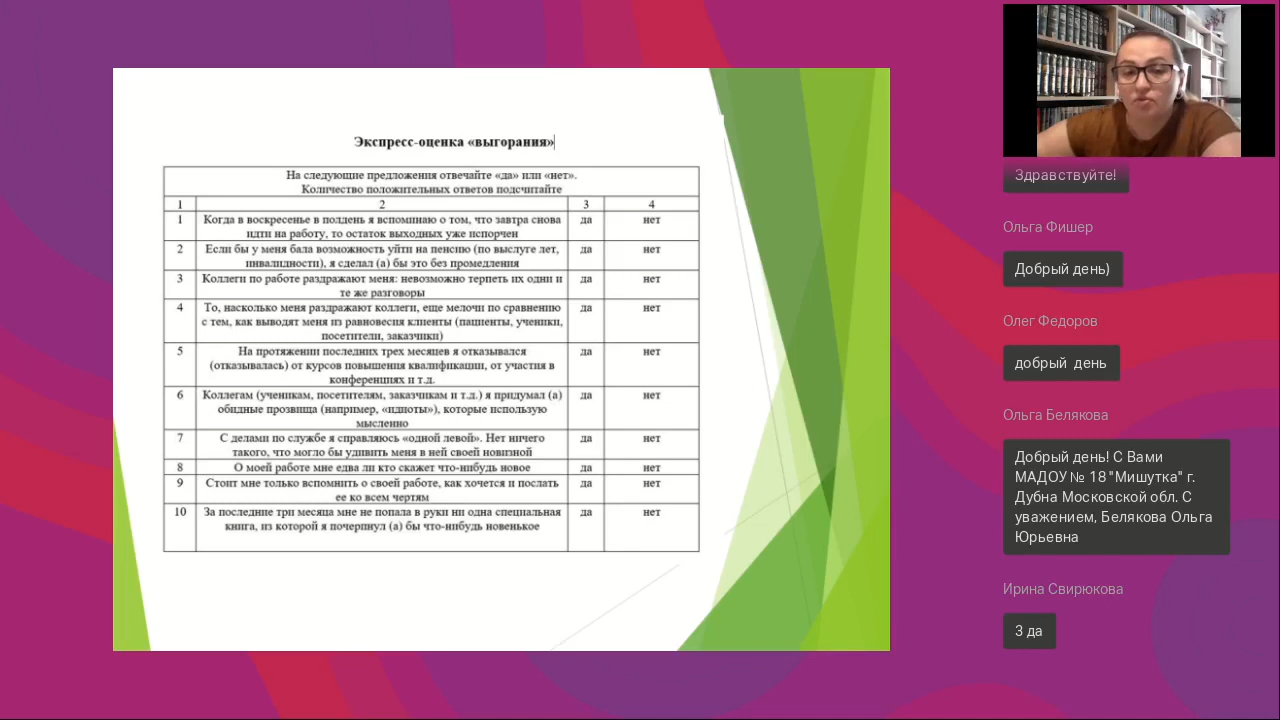 Экспресс-оценка «выгорания»
На следующие предложения отвечайте «да» или «нет».
Количество положительных ответов подсчитайте
1 2 3 4
1 Когда в воскресенье в полдень я вспоминаю о том, что завтра снова да нет
идти на работу, то остаток выходных уже испорчен
2 Если бы у меня бала возможность уйти на пенсию (по выслуге лет, да нет
инвалидности), я сделал (а) бы это без промедления
3 Коллеги по работе раздражают меня: невозможно терпеть их одни и да нет
те же разговоры
4 То, насколько меня раздражают коллеги, еще мелочи по сравнению да нет
с тем, как выводят меня из равновесия клиенты (пациенты, ученики,
посетители, заказчики)
5 На протяжении последних трех месяцев я отказывался да нет
(отказывалась) от курсов повышения квалификации, от участия в
конференциях и т.д.
6 Коллегам (ученикам, посетителям, заказчикам и т.д.) я придумал (а) да нет
обидные прозвища (например, «идиоты»), которые использую
мысленно
7 С делами по службе я справляюсь «одной левой». Нет ничего да нет
такого, что могло бы удивить меня в ней своей новизной
8 О моей работе мне едва ли кто скажет что-нибудь новое да нет
9 Стоит мне только вспомнить о своей работе, как хочется и послать да нет
ее ко всем чертям
10 За последние три месяца мне не попала в руки ни одна специальная да нет
книга, из которой я почерпнул (а) бы что-нибудь новенькое
Здравствуйте!
Ольга Фишер
Добрый день)
Олег Федоров
добрый день
Ольга Белякова
Добрый день! С Вами
МАДОУ № 18 "Мишутка" г.
Дубна Московской обл. С
уважением, Белякова Ольга
Юрьевна
Ирина Свирюкова
3 да